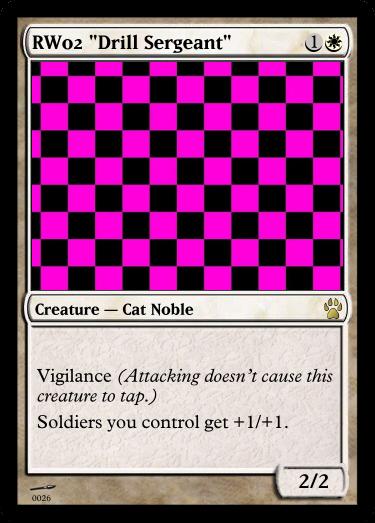 RW02 "Drill Sergeant" 1
Creature — Cat Noble
Vigilance (Attacking doesn't cause this
creature to tap.)
Soldiers you control get +1/+1.
2/2
0026